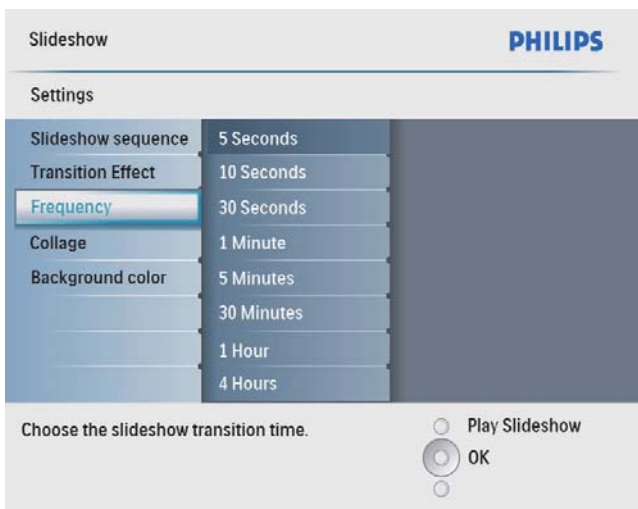 Slideshow
PHILIPS
Settings
Slideshow sequence
Transition Effect
Frequency
Collage
Background color
5 Seconds
10 Seconds
30 Seconds
1 Minute
5 Minutes
30 Minutes
1 Hour
4 Hours
Choose the slideshow transition time.
Play Slideshow
OK